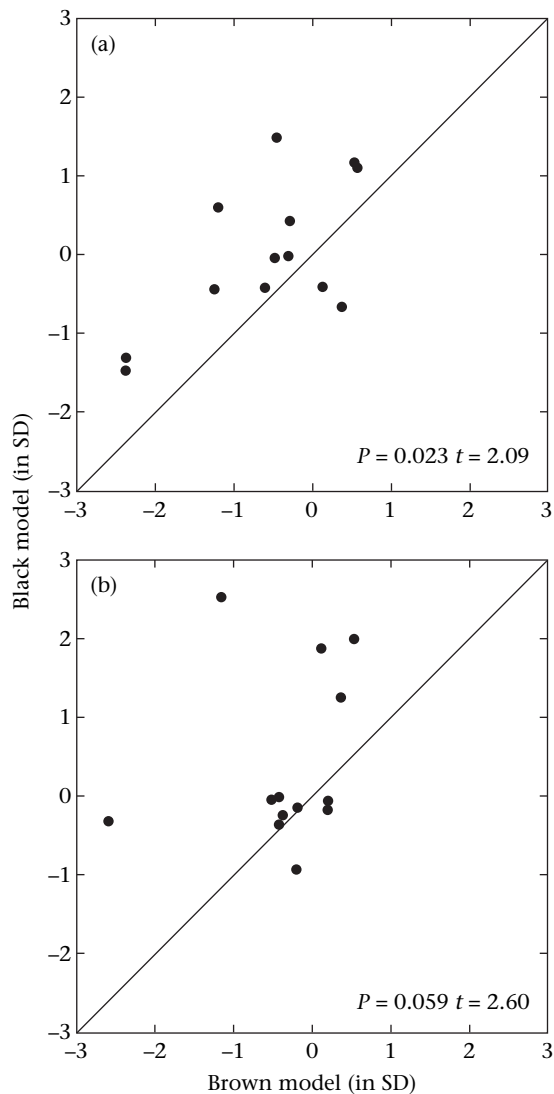 Black model (in SD)
3
(a)
2
1
0
–1
–2
P = 0.023 t = 2.09
–3
–3 –2 –1 0 1 2 3
3
(b)
2
1
0
–1
–2
P = 0.059 t = 2.60
–3
–3 –2 –1 0 1 2 3
Brown model (in SD)